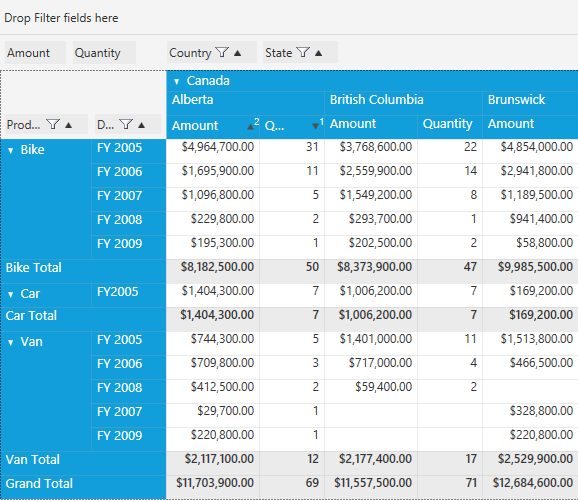 Drop Filter fields here
Amount Quantity Country State
Canada
Alberta British Columbia Brunswick
Prod... D... Amount 2 Q... 1 Amount Quantity Amount
Bike FY 2005 $4,964,700.00 31 $3,768,600.00 22 $4,854,000.00
FY 2006 $1,695,900.00 11 $2,559,900.00 14 $2,941,800.00
FY 2007 $1,096,800.00 5 $1,549,200.00 8 $1,189,500.00
FY 2008 $229,800.00 2 $293,700.00 1 $941,400.00
FY 2009 $195,300.00 1 $202,500.00 2 $58,800.00
Bike Total $8,182,500.00 50 $8,373,900.00 47 $9,985,500.00
Car FY2005 $1,404,300.00 7 $1,006,200.00 7 $169,200.00
Car Total $1,404,300.00 7 $1,006,200.00 7 $169,200.00
Van FY 2005 $744,300.00 5 $1,401,000.00 11 $1,513,800.00
FY 2006 $709,800.00 3 $717,000.00 4 $466,500.00
FY 2008 $412,500.00 2 $59,400.00 2
FY 2007 $29,700.00 1 $328,800.00
FY 2009 $220,800.00 1 $220,800.00
Van Total $2,117,100.00 12 $2,177,400.00 17 $2,529,900.00
Grand Total $11,703,900.00 69 $11,557,500.00 71 $12,684,600.00